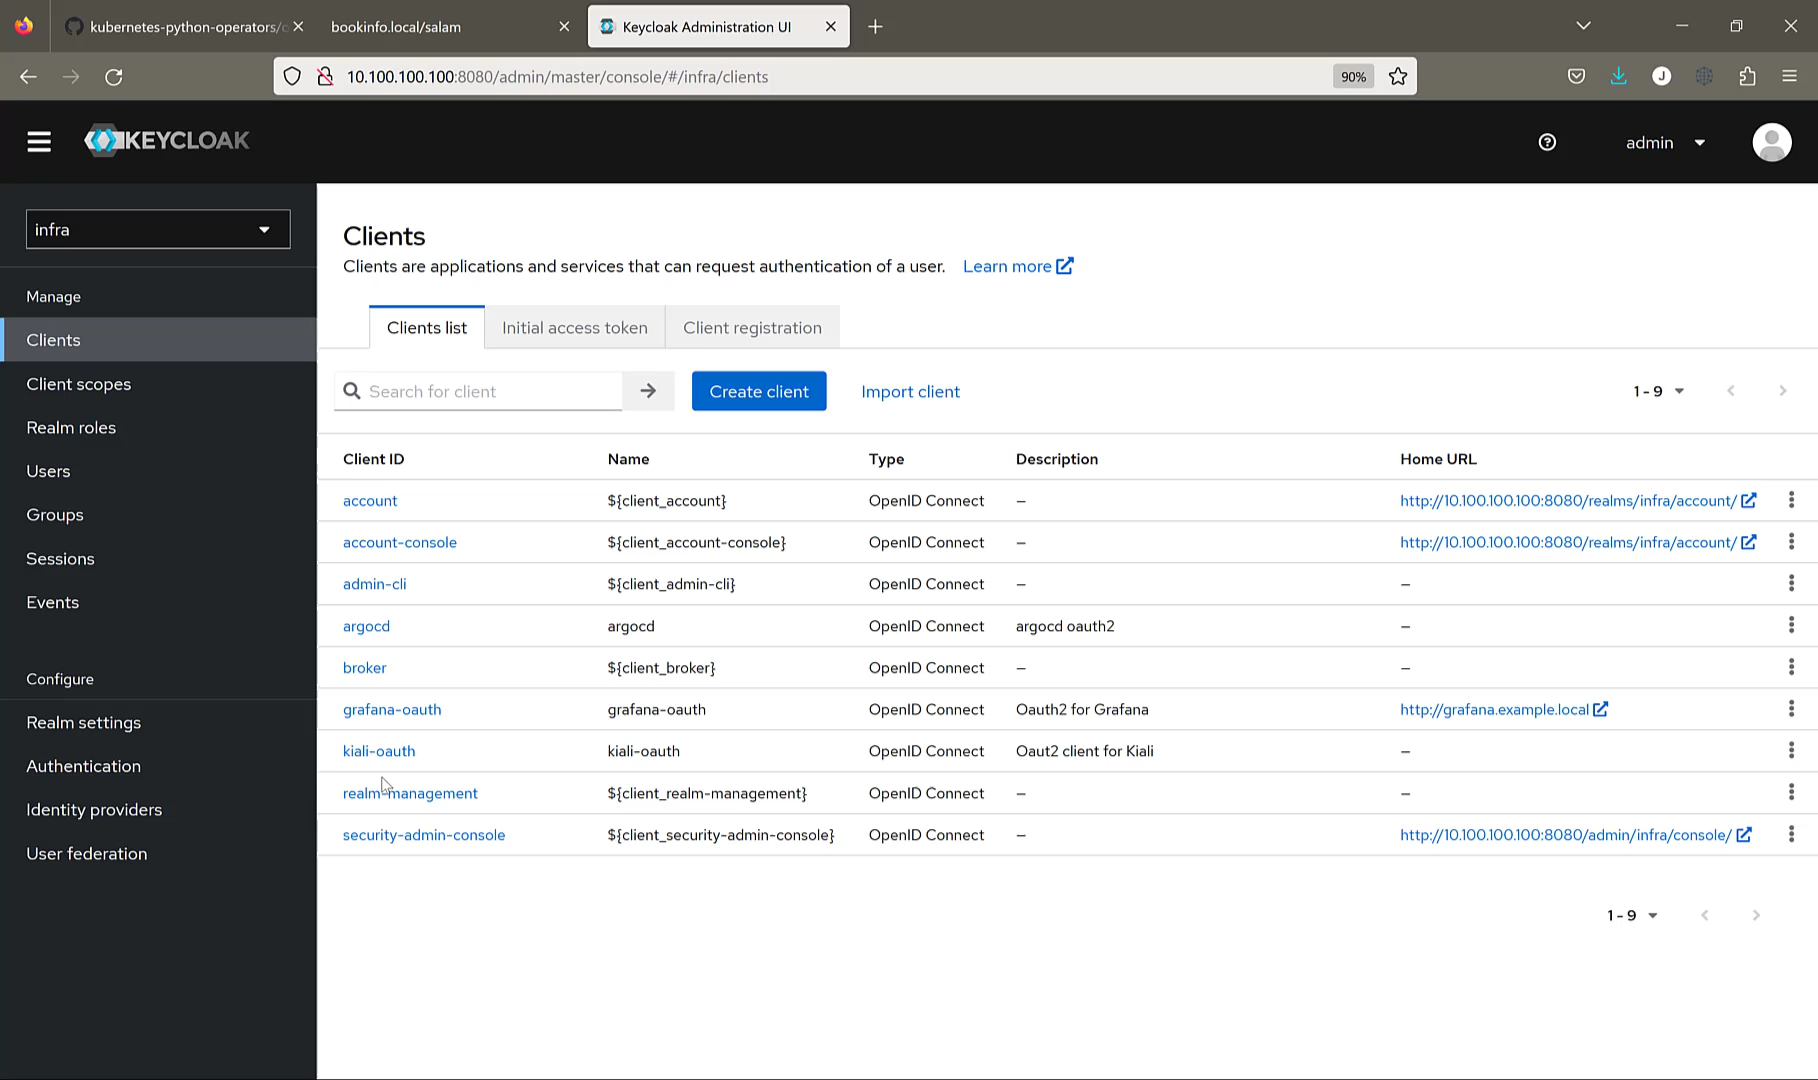 kubernetes-python-operators/
bookinfo.local/salam
Keycloak Administration UI
10.100.100.100:8080/admin/master/console/#/infra/clients
90%
J
KEYCLOAK
admin
infra
Manage
Clients
Client scopes
Realm roles
Users
Groups
Sessions
Events
Configure
Realm settings
Authentication
Identity providers
User federation
Clients
Clients are applications and services that can request authentication of a user. Learn more
Clients list Initial access token Client registration
Search for client Create client Import client 1 - 9
Client ID Name Type Description Home URL
account ${client_account} OpenID Connect – http://10.100.100.100:8080/realms/infra/account/
account-console ${client_account-console} OpenID Connect – http://10.100.100.100:8080/realms/infra/account/
admin-cli ${client_admin-cli} OpenID Connect – –
argocd argocd OpenID Connect argocd oauth2 –
broker ${client_broker} OpenID Connect – –
grafana-oauth grafana-oauth OpenID Connect Oauth2 for Grafana http://grafana.example.local
kiali-oauth kiali-oauth OpenID Connect Oaut2 client for Kiali –
realm-management ${client_realm-management} OpenID Connect – –
security-admin-console ${client_security-admin-console} OpenID Connect – http://10.100.100.100:8080/admin/infra/console/
1 - 9